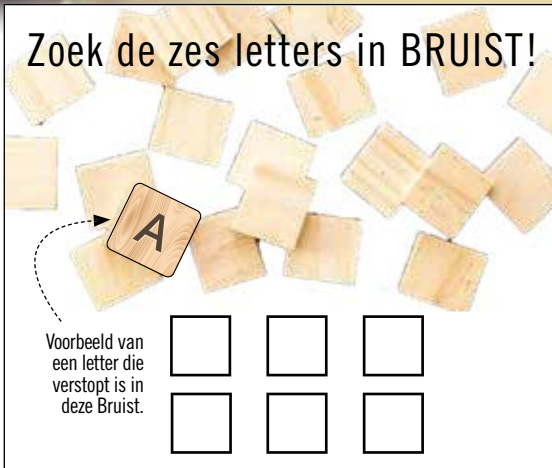 Zoek de zes letters in BRUIST!
A
Voorbeeld van
een letter die
verstopt is in
deze Bruist.